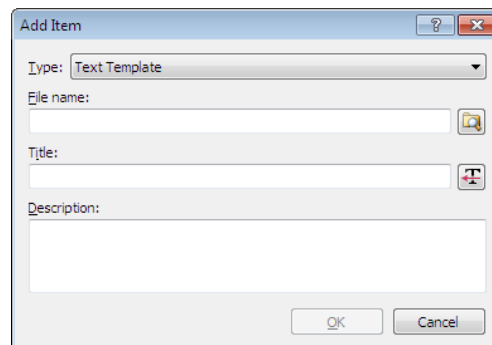 Add Item
Type: Text Template
File name:
Title:
Description:
OK Cancel